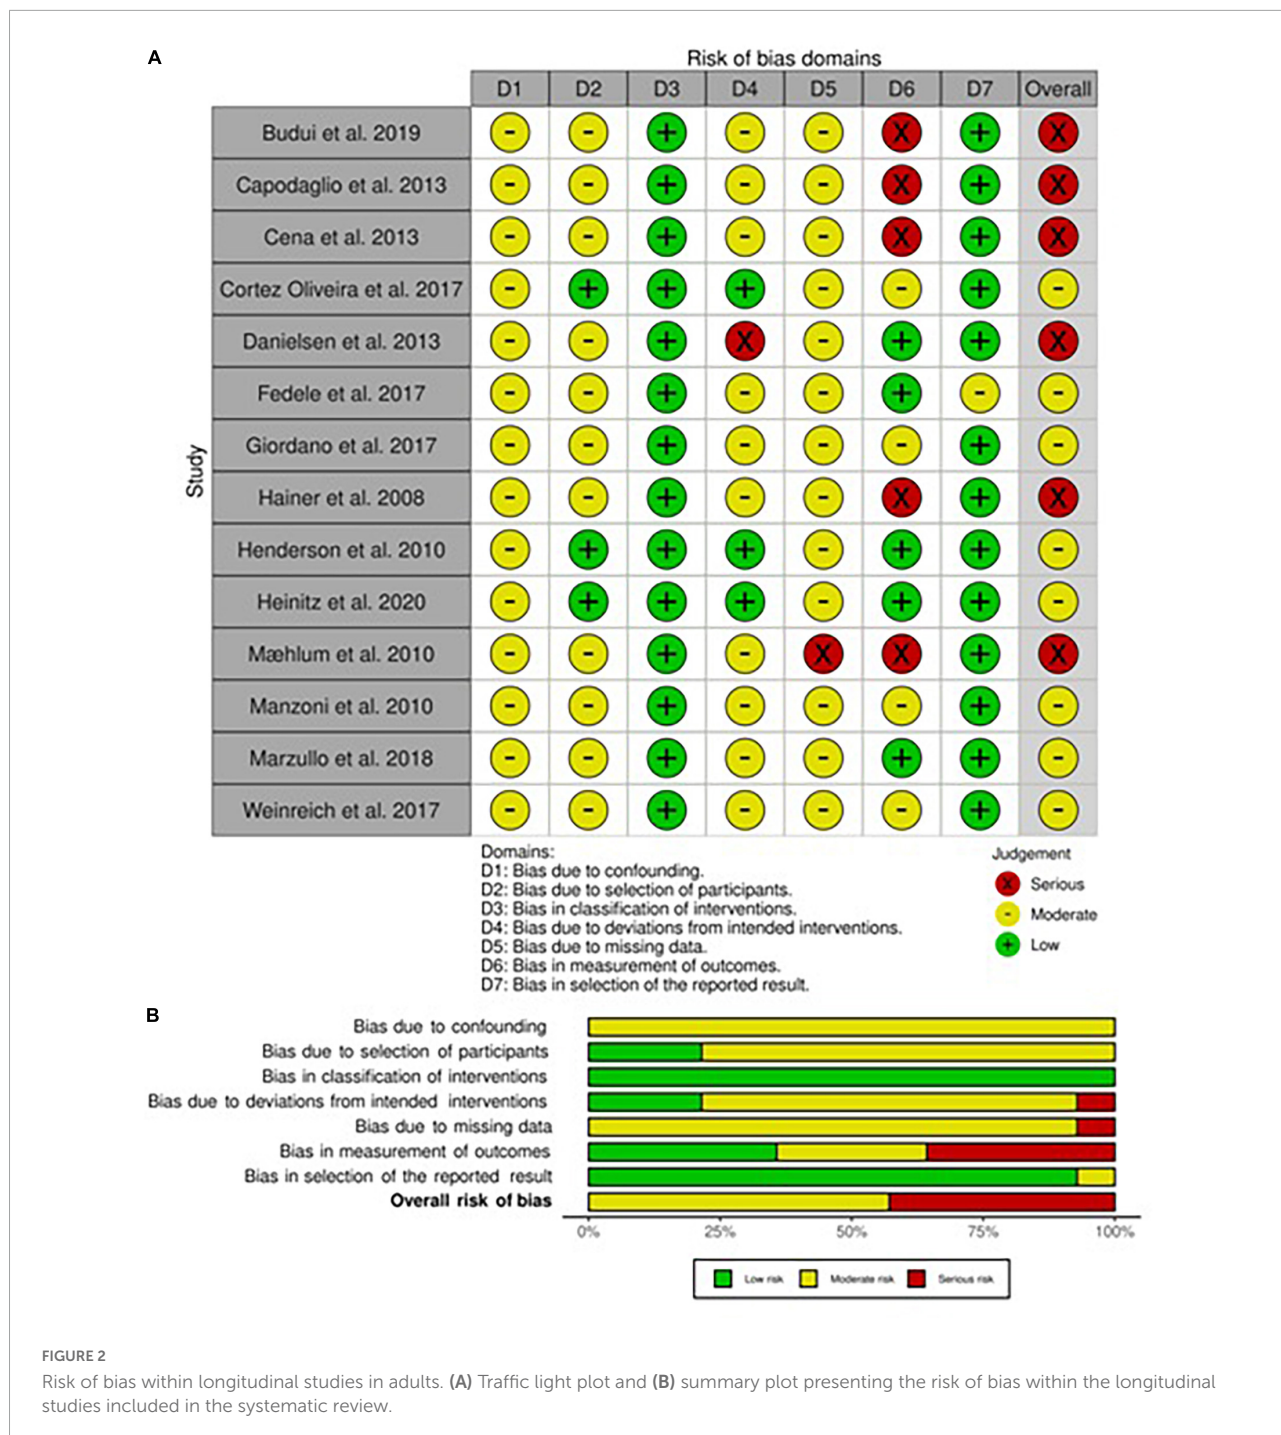 A
Risk of bias domains
D1 D2 D3 D4 D5 D6 D7 Overall
Study
Budui et al. 2019 - - + - - X + X
Capodaglio et al. 2013 - - + - - X + X
Cena et al. 2013 - - + - - X + X
Cortez Oliveira et al. 2017 - + + + - - + -
Danielsen et al. 2013 - - + X - + + X
Fedele et al. 2017 - - + - - + - -
Giordano et al. 2017 - - + - - - + -
Hainer et al. 2008 - - + - - X + X
Henderson et al. 2010 - + + + - + + -
Heinitz et al. 2020 - + + + - + + -
Mæhlum et al. 2010 - - + - X X + X
Manzoni et al. 2010 - - + - - - + -
Marzullo et al. 2018 - - + - - + + -
Weinreich et al. 2017 - - + - - - + -
Domains:
D1: Bias due to confounding.
D2: Bias due to selection of participants.
D3: Bias in classification of interventions.
D4: Bias due to deviations from intended interventions.
D5: Bias due to missing data.
D6: Bias in measurement of outcomes.
D7: Bias in selection of the reported result.
Judgement
X Serious
- Moderate
+ Low
B
Bias due to confounding
Bias due to selection of participants
Bias in classification of interventions
Bias due to deviations from intended interventions
Bias due to missing data
Bias in measurement of outcomes
Bias in selection of the reported result
Overall risk of bias
0% 25% 50% 75% 100%
Low risk Moderate risk Serious risk
FIGURE 2
Risk of bias within longitudinal studies in adults. (A) Traffic light plot and (B) summary plot presenting the risk of bias within the longitudinal
studies included in the systematic review.